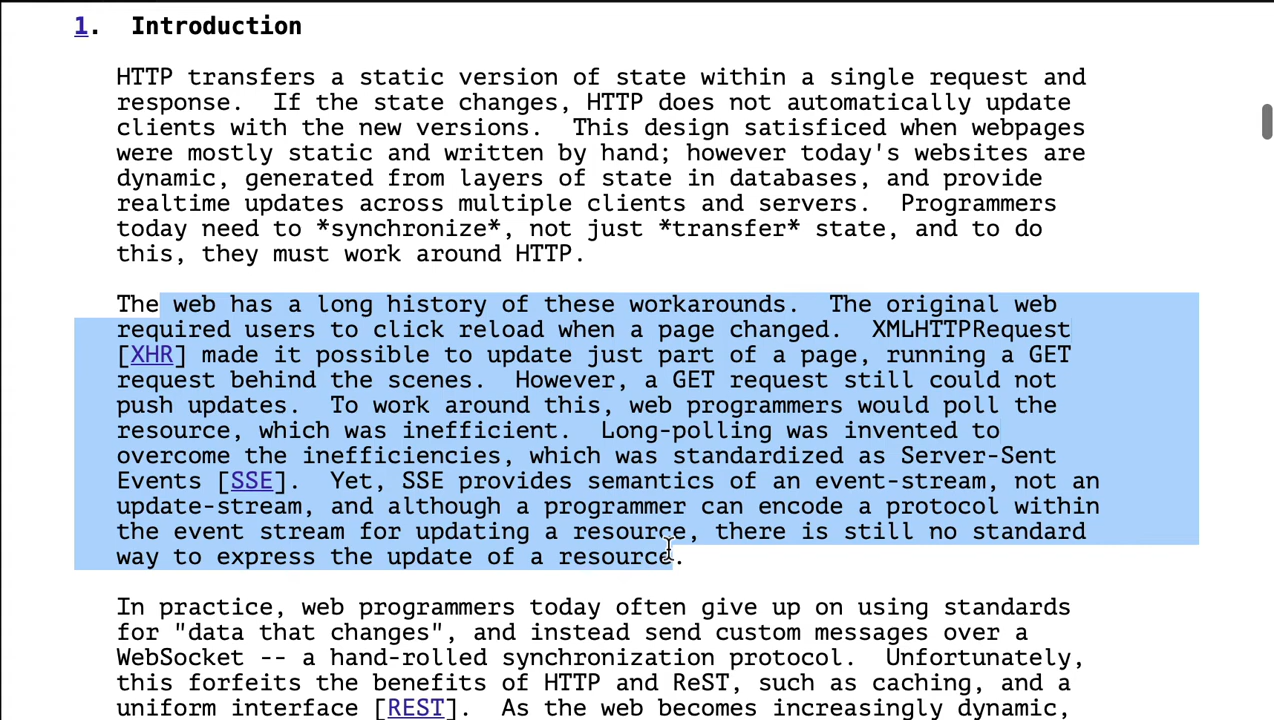 1.  Introduction
HTTP transfers a static version of state within a single request and
response.  If the state changes, HTTP does not automatically update
clients with the new versions.  This design satisficed when webpages
were mostly static and written by hand; however today's websites are
dynamic, generated from layers of state in databases, and provide
realtime updates across multiple clients and servers.  Programmers
today need to *synchronize*, not just *transfer* state, and to do
this, they must work around HTTP.
The web has a long history of these workarounds.  The original web
required users to click reload when a page changed.  XMLHTTPRequest
[XHR] made it possible to update just part of a page, running a GET
request behind the scenes.  However, a GET request still could not
push updates.  To work around this, web programmers would poll the
resource, which was inefficient.  Long-polling was invented to
overcome the inefficiencies, which was standardized as Server-Sent
Events [SSE].  Yet, SSE provides semantics of an event-stream, not an
update-stream, and although a programmer can encode a protocol within
the event stream for updating a resource, there is still no standard
way to express the update of a resource.
In practice, web programmers today often give up on using standards
for "data that changes", and instead send custom messages over a
WebSocket -- a hand-rolled synchronization protocol.  Unfortunately,
this forfeits the benefits of HTTP and ReST, such as caching, and a
uniform interface [REST].  As the web becomes increasingly dynamic,